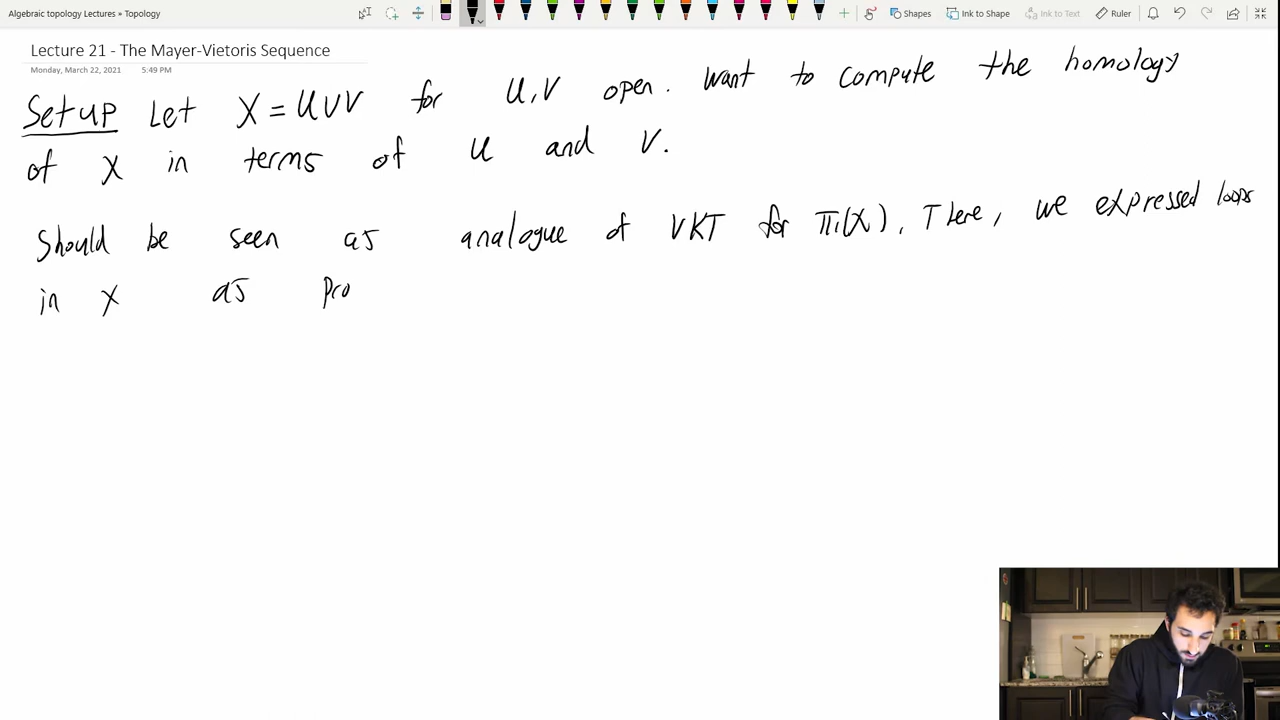 Algebraic topology Lectures » Topology
Shapes Ink to Shape Ink to Text Ruler
Lecture 21 - The Mayer-Vietoris Sequence
Monday, March 22, 2021 5:49 PM
Setup Let X = U∪V for U,V open. Want to compute the homology
of X in terms of U and V.
Should be seen as analogue of VKT for π₁(X). There, we expressed loops
in X as pro